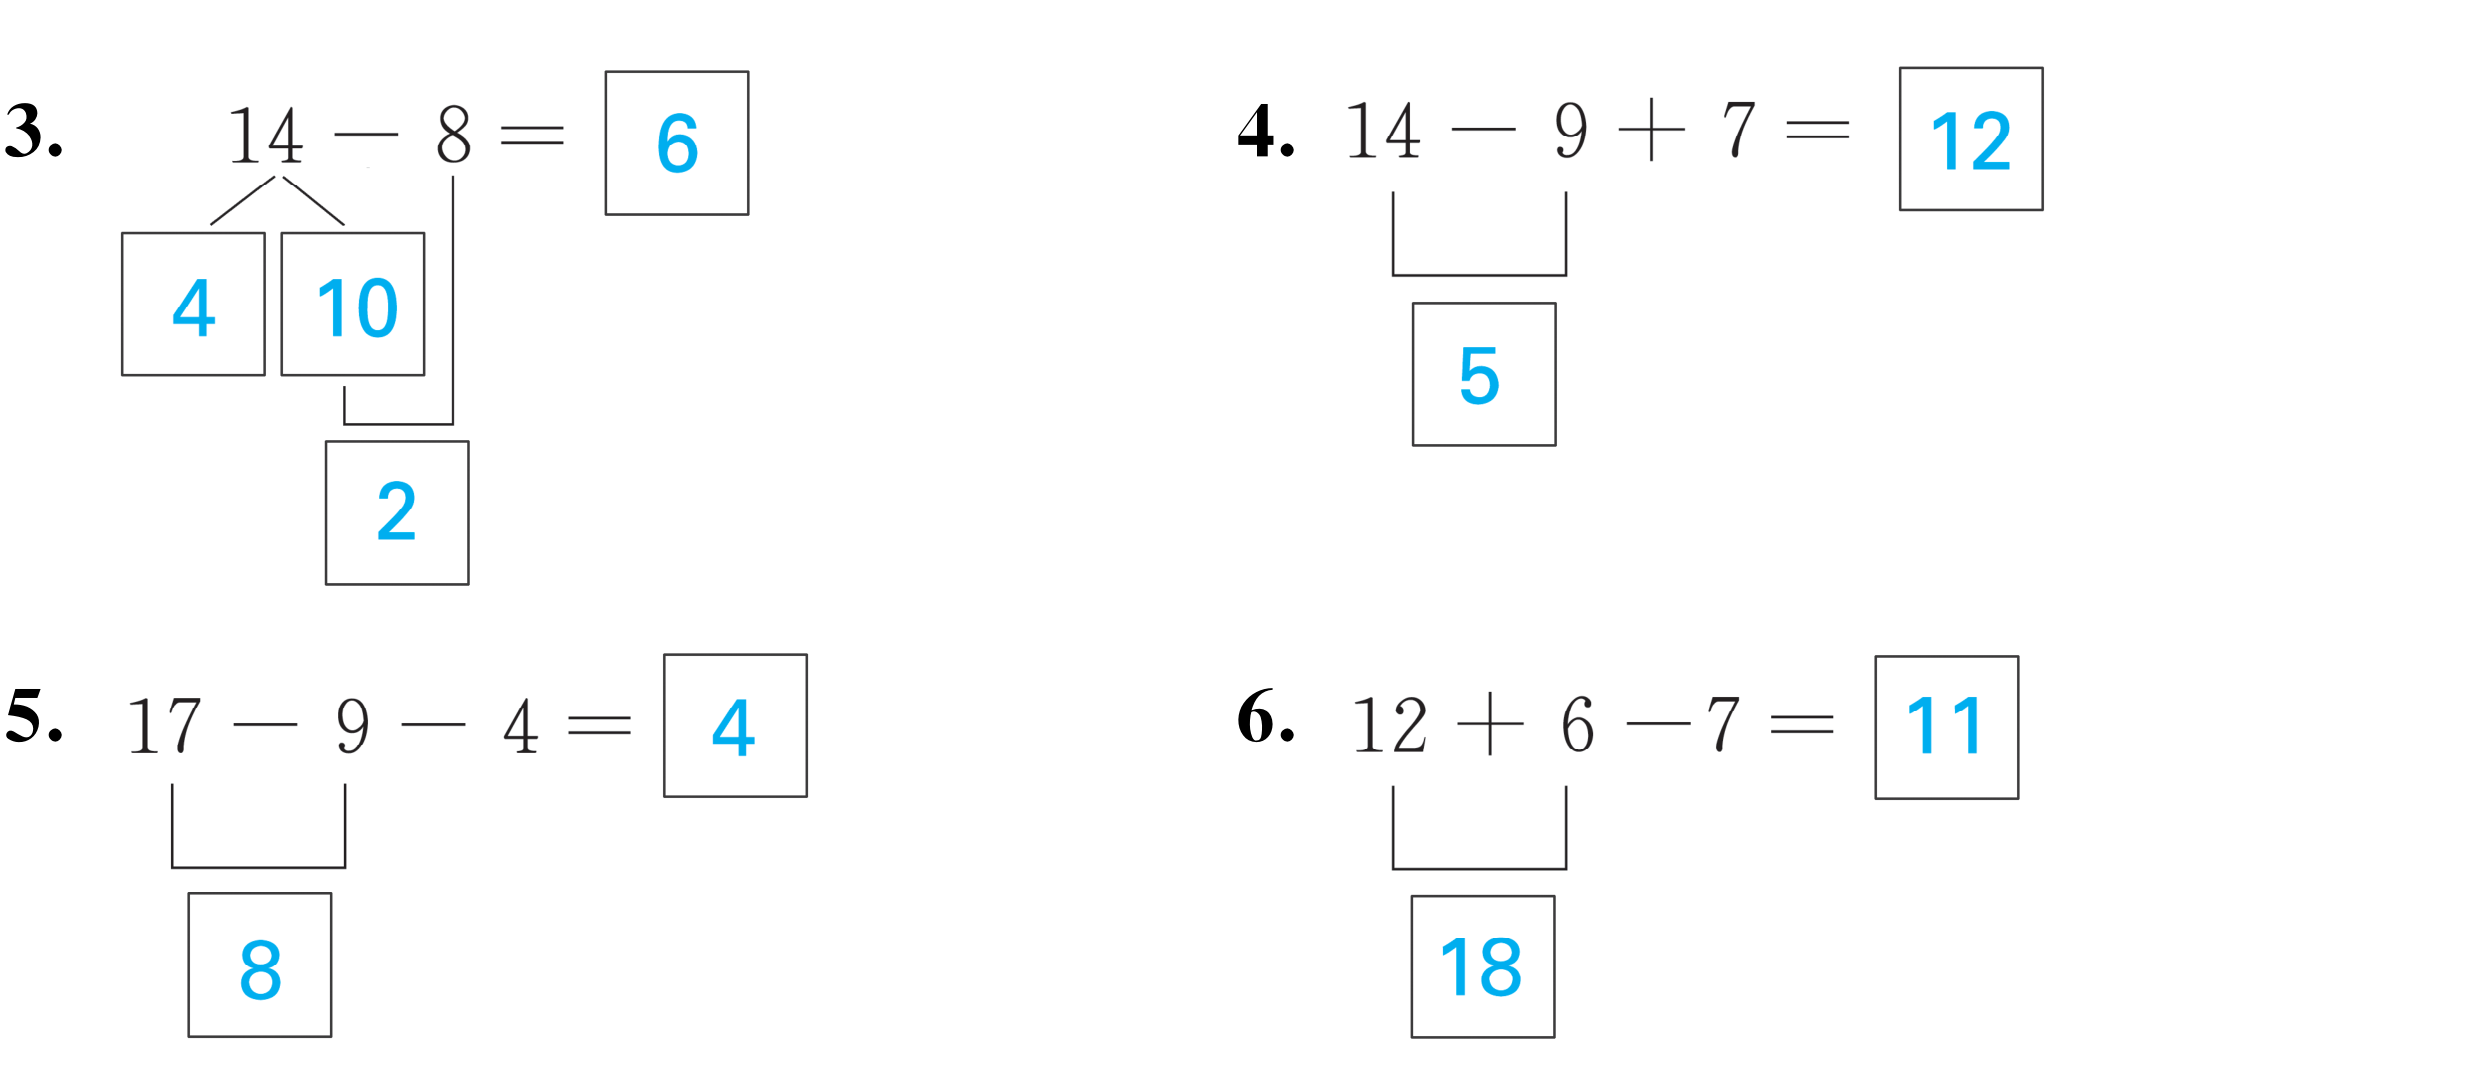 3. 14 − 8 = 6
4 10
2
4. 14 − 9 + 7 = 12
5
5. 17 − 9 − 4 = 4
8
6. 12 + 6 − 7 = 11
18